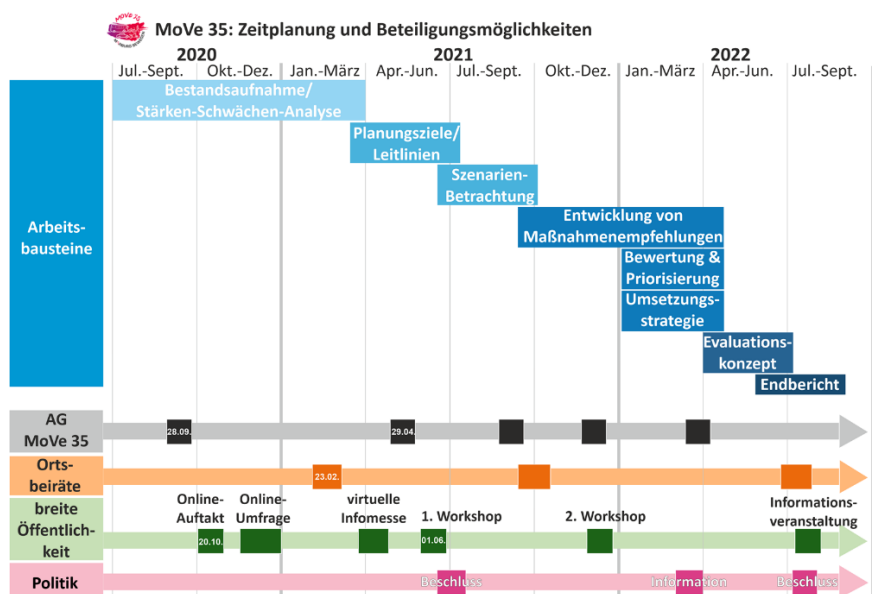 MoVe 35: Zeitplanung und Beteiligungsmöglichkeiten
2020 2021 2022
Jul.-Sept. Okt.-Dez. Jan.-März Apr.-Jun. Jul.-Sept. Okt.-Dez. Jan.-März Apr.-Jun. Jul.-Sept.
Arbeits-
bausteine
Bestandsaufnahme/
Stärken-Schwächen-Analyse
Planungsziele/
Leitlinien
Szenarien-
Betrachtung
Entwicklung von
Maßnahmenempfehlungen
Bewertung &
Priorisierung
Umsetzungs-
strategie
Evaluations-
konzept
Endbericht
AG
MoVe 35
28.09. 29.04.
Orts-
beiräte
23.02.
breite
Öffentlich-
keit
Online-
Auftakt
20.10.
Online-
Umfrage
virtuelle
Infomesse
1. Workshop
01.06.
2. Workshop
Informations-
veranstaltung
Politik
Beschluss Information Beschluss